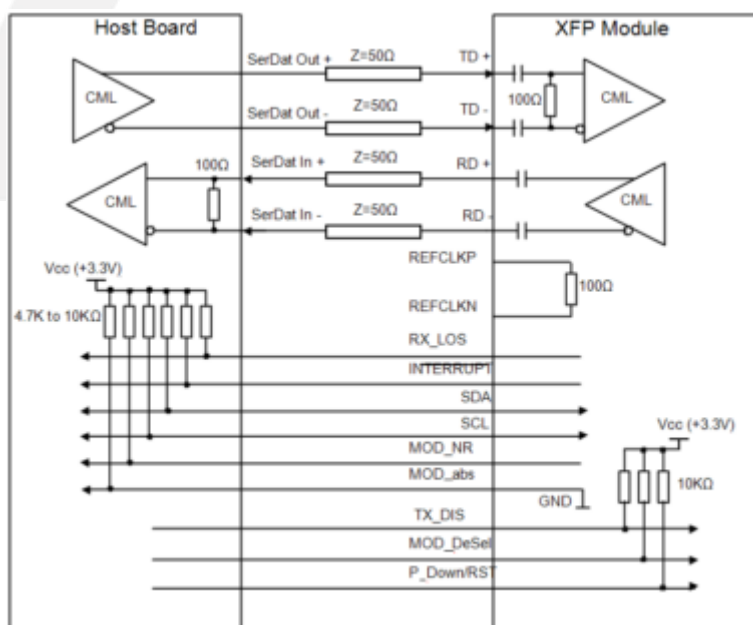 Host Board
XFP Module
SerDat Out +
Z=50Ω
TD +
CML
100Ω
CML
SerDat Out -
Z=50Ω
TD -
100Ω
SerDat In +
Z=50Ω
RD +
CML
CML
SerDat In -
Z=50Ω
RD -
REFCLKP
Vcc (+3.3V)
100Ω
4.7K to 10KΩ
REFCLKN
RX_LOS
INTERRUPT
SDA
SCL
Vcc (+3.3V)
MOD_NR
MOD_abs
GND
10KΩ
TX_DIS
MOD_DeSel
P_Down/RST